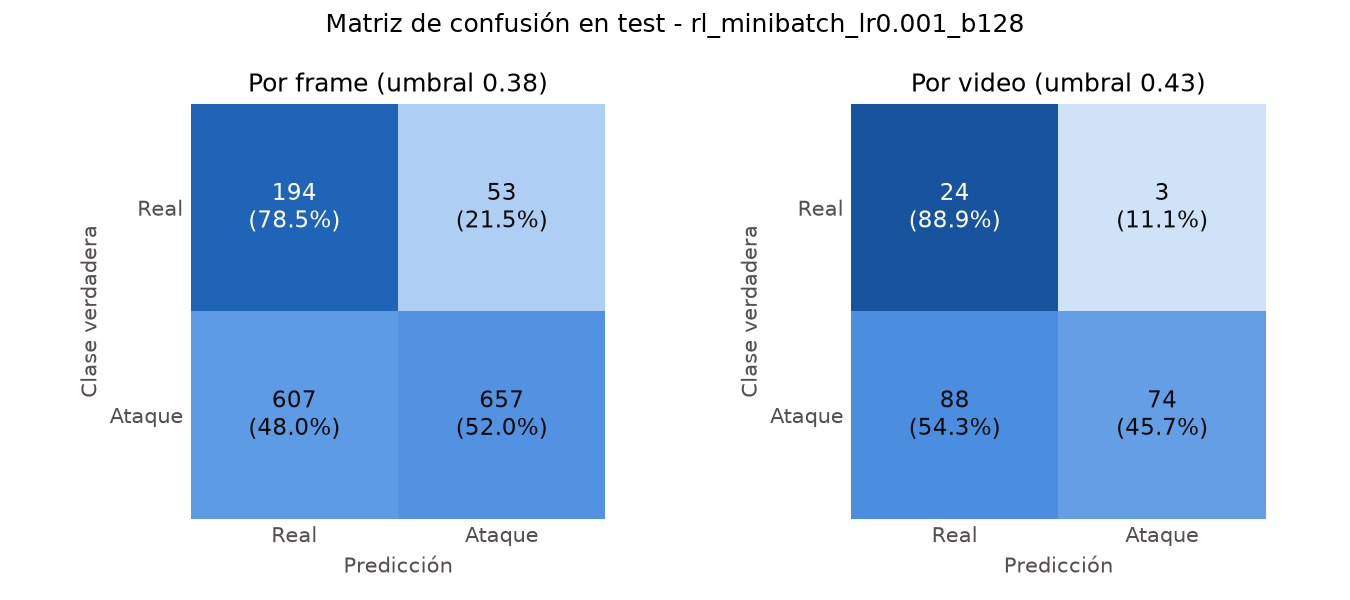 Matriz de confusión en test - rl_minibatch_lr0.001_b128
Por frame (umbral 0.38)
Clase verdadera
Real
Ataque
194
(78.5%)
53
(21.5%)
607
(48.0%)
657
(52.0%)
Real
Ataque
Predicción
Por video (umbral 0.43)
Clase verdadera
Real
Ataque
24
(88.9%)
3
(11.1%)
88
(54.3%)
74
(45.7%)
Real
Ataque
Predicción